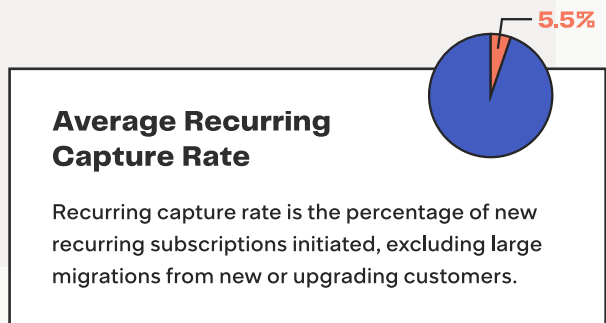 5.5%
Average Recurring
Capture Rate
Recurring capture rate is the percentage of new
recurring subscriptions initiated, excluding large
migrations from new or upgrading customers.